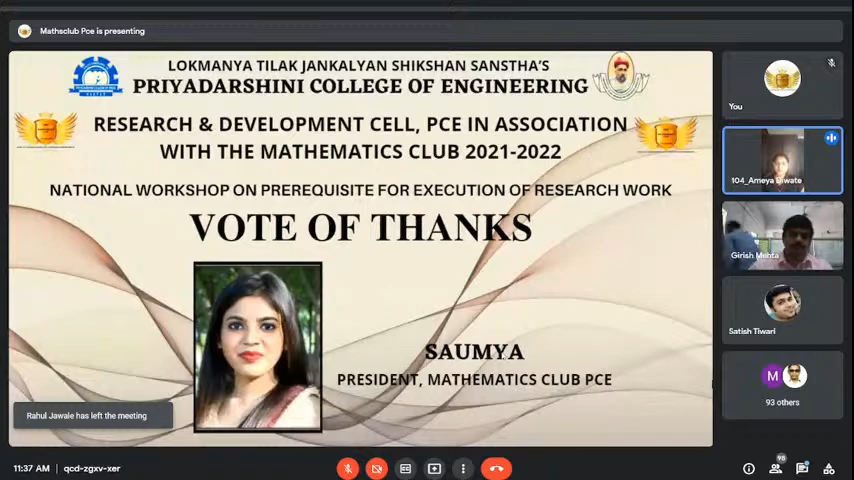 Mathsclub Pce is presenting
LOKMANYA TILAK JANKALYAN SHIKSHAN SANSTHA'S
PRIYADARSHINI COLLEGE OF ENGINEERING
RESEARCH & DEVELOPMENT CELL, PCE IN ASSOCIATION
WITH THE MATHEMATICS CLUB 2021-2022
NATIONAL WORKSHOP ON PREREQUISITE FOR EXECUTION OF RESEARCH WORK
VOTE OF THANKS
SAUMYA
PRESIDENT, MATHEMATICS CLUB PCE
Rahul Jawale has left the meeting
You
104_Ameya Diwate
Girish Mehta
Satish Tiwari
M
93 others
11:37 AM | qcd-zgxv-xer
98